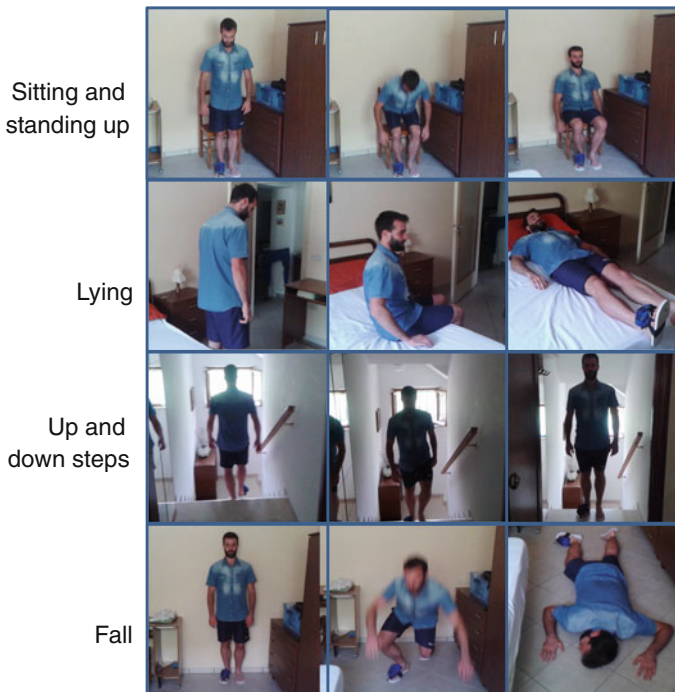 Sitting and
standing up
Lying
Up and
down steps
Fall